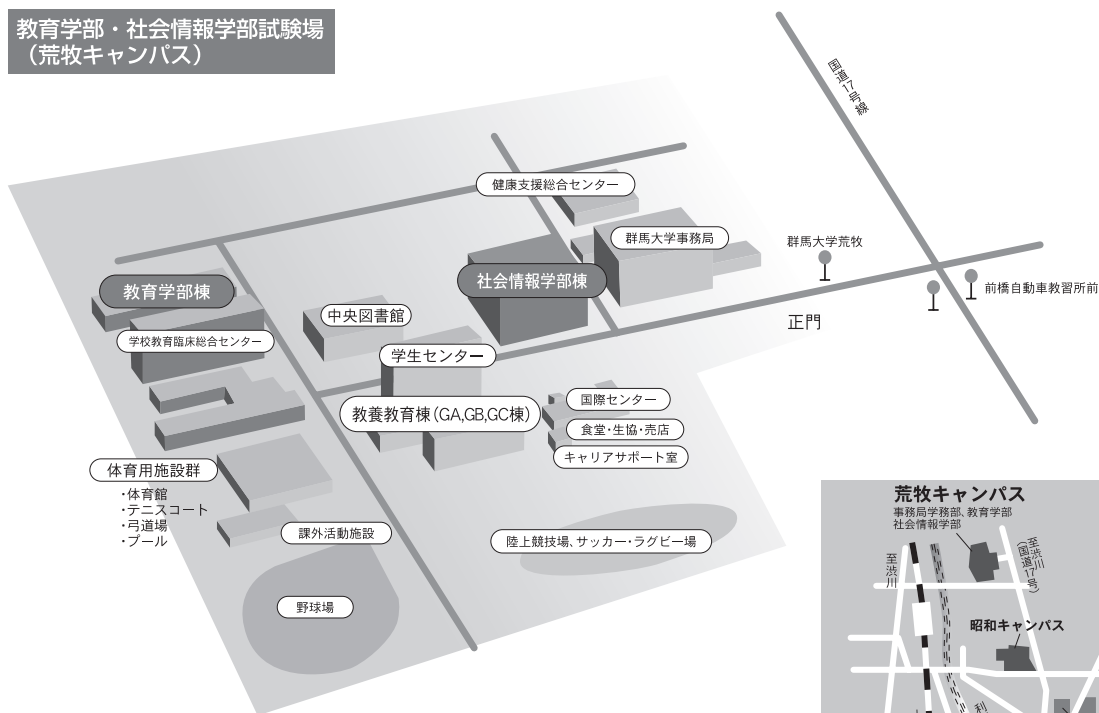 教育学部・社会情報学部試験場
（荒牧キャンパス）
国道17号線
健康支援総合センター
群馬大学事務局
群馬大学荒牧
社会情報学部棟
前橋自動車教習所前
教育学部棟
中央図書館
正門
学校教育臨床総合センター
学生センター
国際センター
教養教育棟（GA,GB,GC棟）
食堂・生協・売店
キャリアサポート室
体育用施設群
・体育館
・テニスコート
・弓道場
・プール
課外活動施設
陸上競技場、サッカー・ラグビー場
野球場
荒牧キャンパス
事務局学務部、教育学部
社会情報学部
至渋川
至渋川
（国道17号）
昭和キャンパス
利